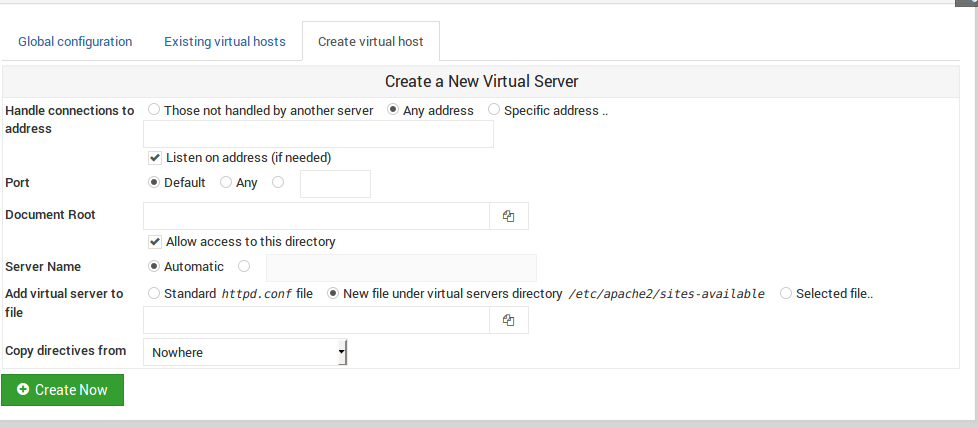 Global configuration Existing virtual hosts Create virtual host
Create a New Virtual Server
Handle connections to address Those not handled by another server Any address Specific address ..
Listen on address (if needed)
Port Default Any
Document Root
Allow access to this directory
Server Name Automatic
Add virtual server to file Standard httpd.conf file New file under virtual servers directory /etc/apache2/sites-available Selected file..
Copy directives from Nowhere
Create Now